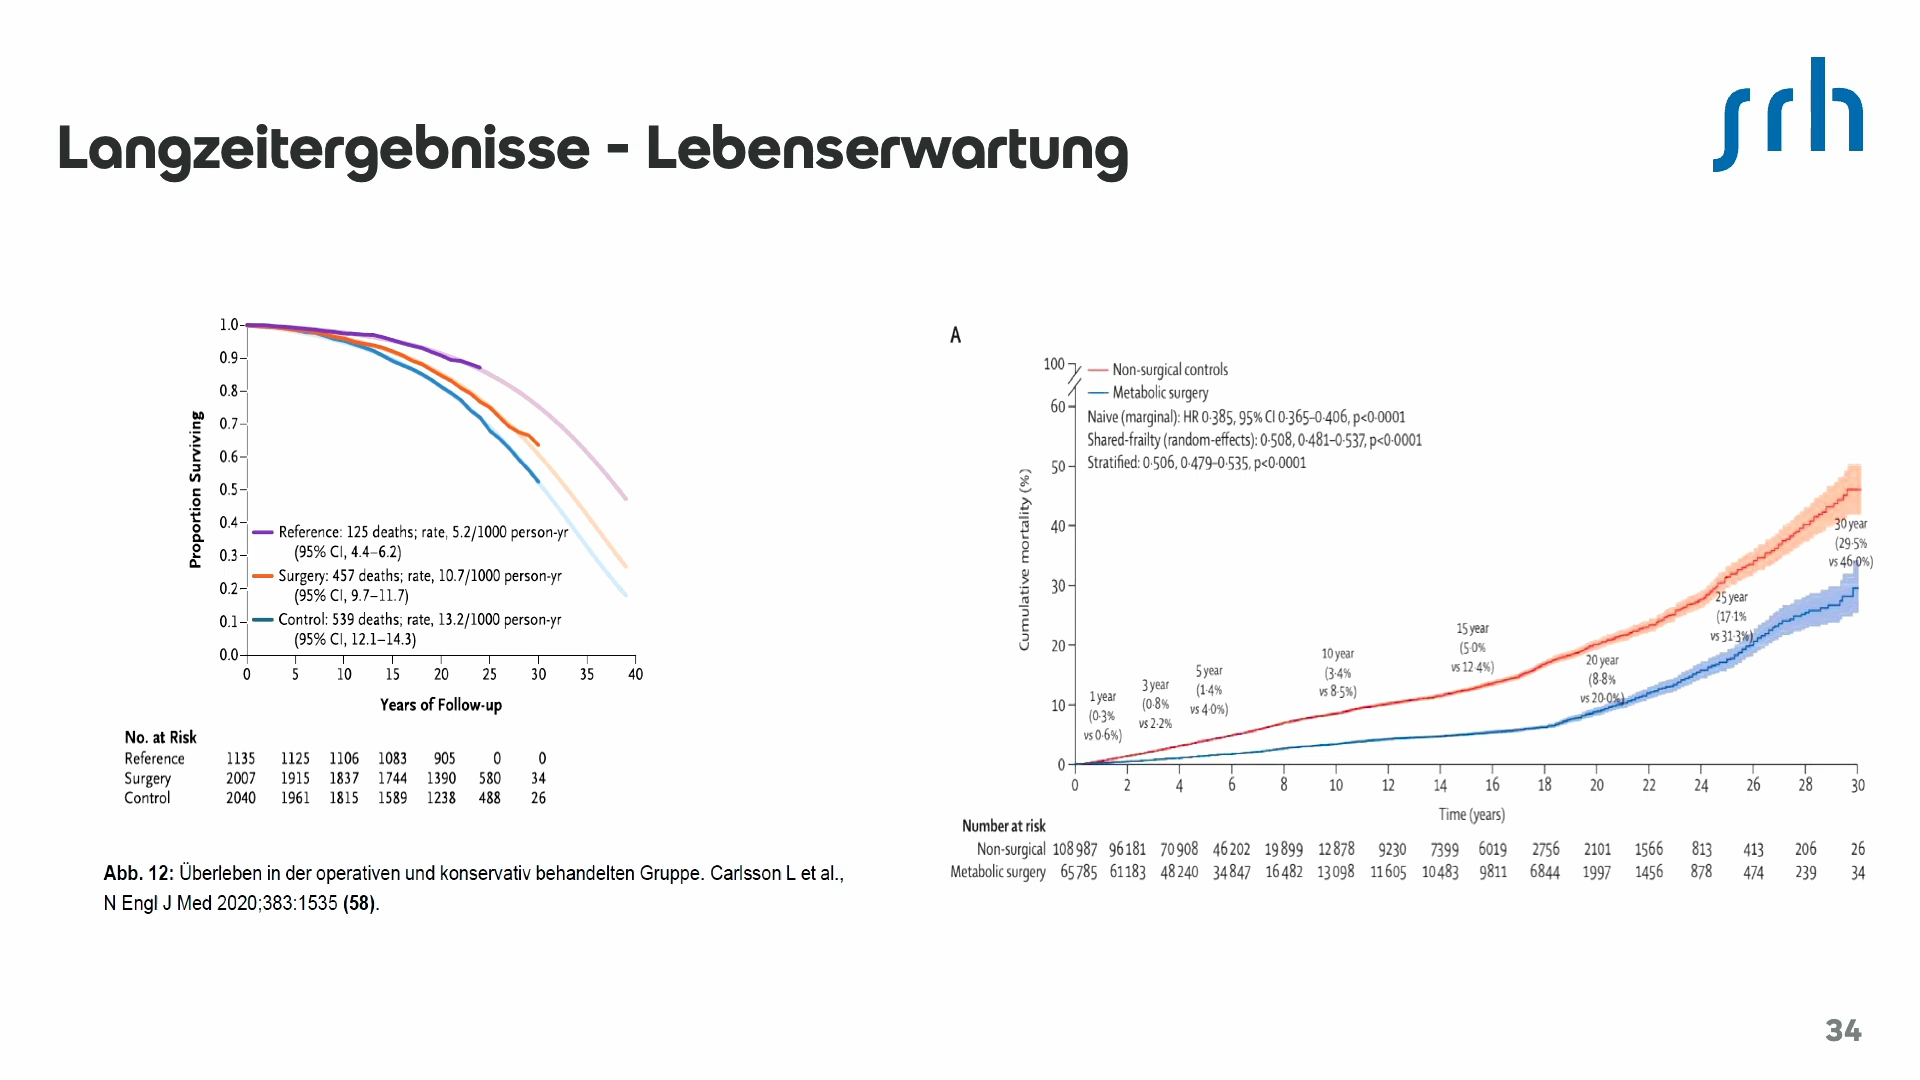 srh
Langzeitergebnisse - Lebenserwartung
1.0
0.9
0.8
0.7
0.6
0.5
0.4
0.3
0.2
0.1
0.0
Proportion Surviving
Reference: 125 deaths; rate, 5.2/1000 person-yr
(95% CI, 4.4–6.2)
Surgery: 457 deaths; rate, 10.7/1000 person-yr
(95% CI, 9.7–11.7)
Control: 539 deaths; rate, 13.2/1000 person-yr
(95% CI, 12.1–14.3)
0 5 10 15 20 25 30 35 40
Years of Follow-up
No. at Risk
Reference 1135 1125 1106 1083 905 0 0
Surgery 2007 1915 1837 1744 1390 580 34
Control 2040 1961 1815 1589 1238 488 26
Abb. 12: Überleben in der operativen und konservativ behandelten Gruppe. Carlsson L et al.,
N Engl J Med 2020;383:1535 (58).
A
100
60
50
40
30
20
10
0
Cumulative mortality (%)
Non-surgical controls
Metabolic surgery
Naive (marginal): HR 0·385, 95% CI 0·365–0·406, p<0·0001
Shared-frailty (random-effects): 0·508, 0·481–0·537, p<0·0001
Stratified: 0·506, 0·479–0·535, p<0·0001
1 year
(0·3%
vs 0·6%)
3 year
(0·8%
vs 2·2%
5 year
(1·4%
vs 4·0%)
10 year
(3·4%
vs 8·5%)
15 year
(5·0%
vs 12·4%)
20 year
(8·8%
vs 20·0%)
25 year
(17·1%
vs 31·3%)
30 year
(29·5%
vs 46·0%)
0 2 4 6 8 10 12 14 16 18 20 22 24 26 28 30
Time (years)
Number at risk
Non-surgical 108 987 96 181 70 908 46 202 19 899 12 878 9230 7399 6019 2756 2101 1566 813 413 206 26
Metabolic surgery 65 785 61 183 48 240 34 847 16 482 13 098 11 605 10 483 9811 6844 1997 1456 878 474 239 34
34